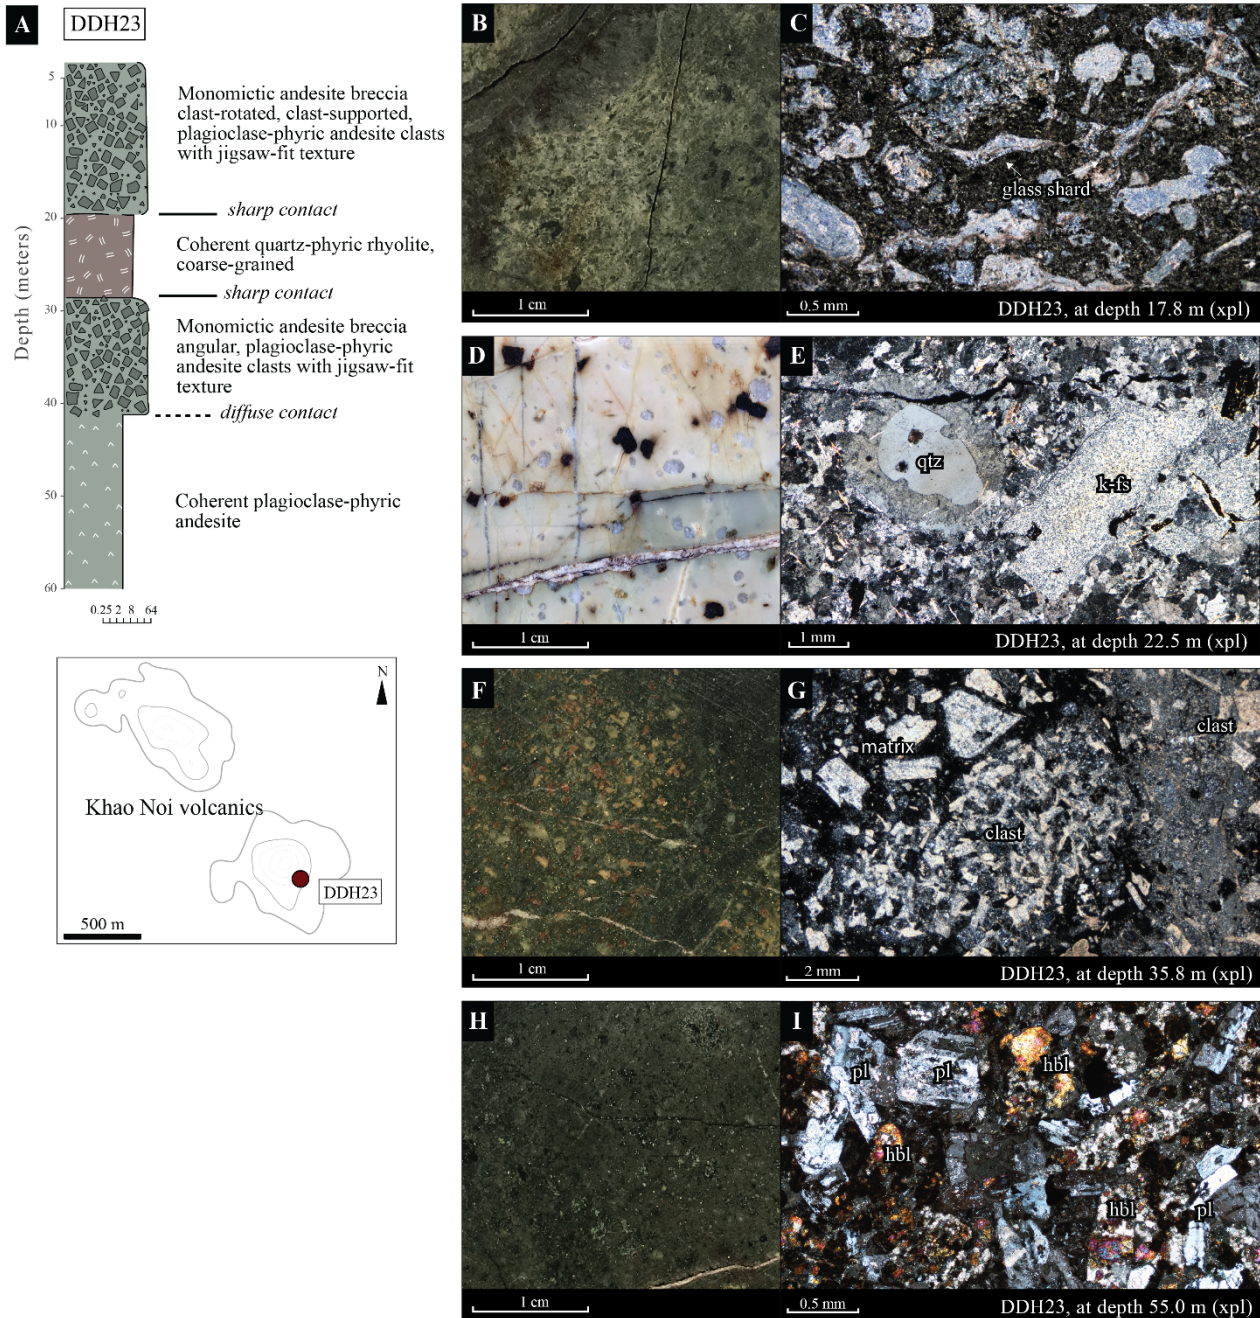 A
DDH23
Depth (meters)
5
10
20
30
40
50
60
Monomictic andesite breccia
clast-rotated, clast-supported,
plagioclase-phyric andesite clasts
with jigsaw-fit texture
sharp contact
Coherent quartz-phyric rhyolite,
coarse-grained
sharp contact
Monomictic andesite breccia
angular, plagioclase-phyric
andesite clasts with jigsaw-fit
texture
diffuse contact
Coherent plagioclase-phyric
andesite
0.25 2 8 64
N
Khao Noi volcanics
DDH23
500 m
B
1 cm
C
glass shard
0.5 mm
DDH23, at depth 17.8 m (xpl)
D
1 cm
E
qtz
k-fs
1 mm
DDH23, at depth 22.5 m (xpl)
F
1 cm
G
matrix
clast
clast
2 mm
DDH23, at depth 35.8 m (xpl)
H
1 cm
I
pl
pl
hbl
hbl
hbl
pl
0.5 mm
DDH23, at depth 55.0 m (xpl)